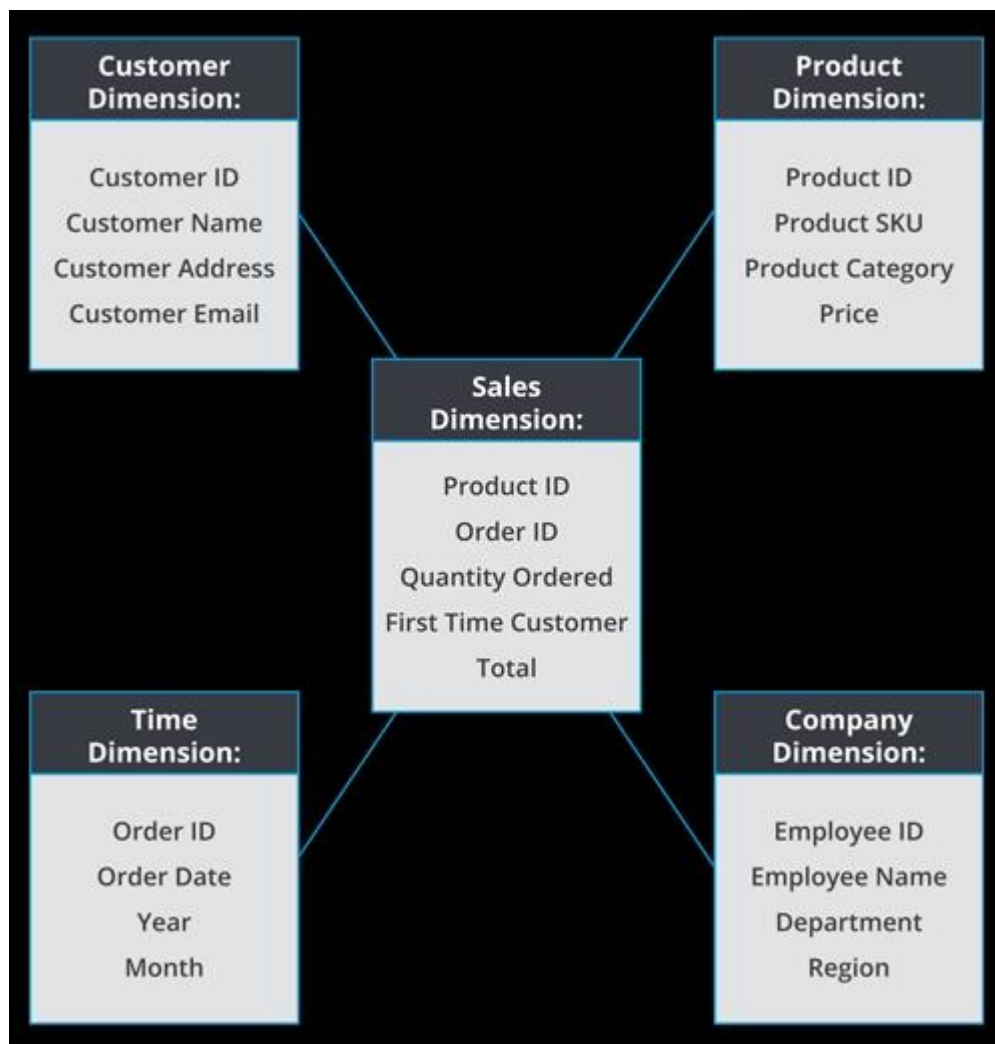 Customer
Dimension:
Customer ID
Customer Name
Customer Address
Customer Email
Product
Dimension:
Product ID
Product SKU
Product Category
Price
Sales
Dimension:
Product ID
Order ID
Quantity Ordered
First Time Customer
Total
Time
Dimension:
Order ID
Order Date
Year
Month
Company
Dimension:
Employee ID
Employee Name
Department
Region